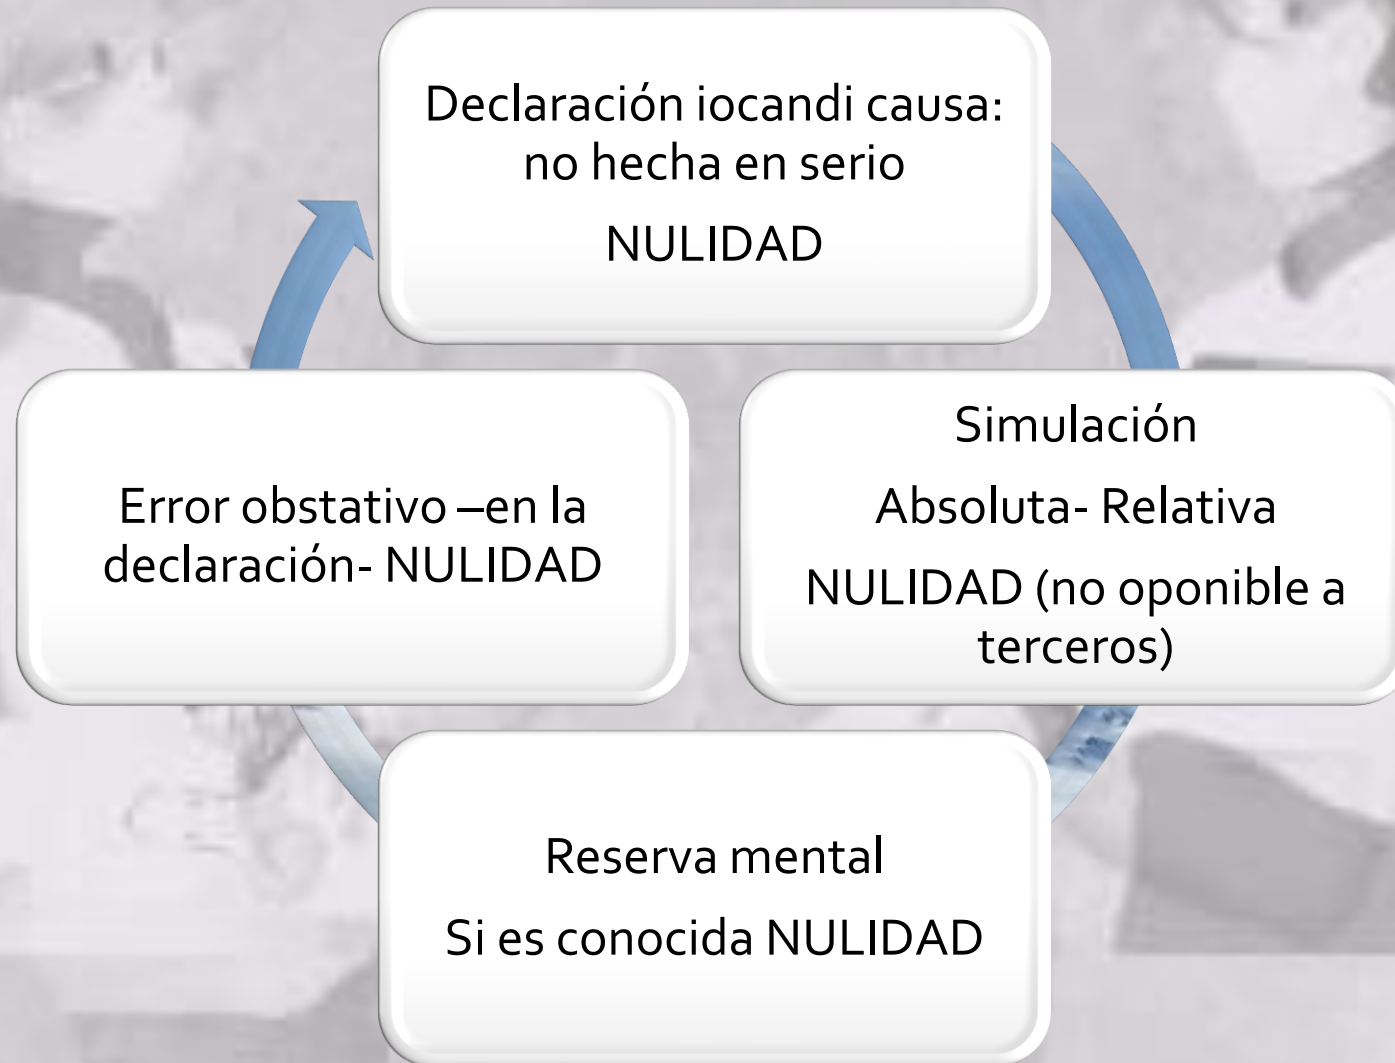 Declaración iocandi causa:
no hecha en serio
NULIDAD
Simulación
Absoluta- Relativa
NULIDAD (no oponible a
terceros)
Reserva mental
Si es conocida NULIDAD
Error obstativo –en la
declaración- NULIDAD